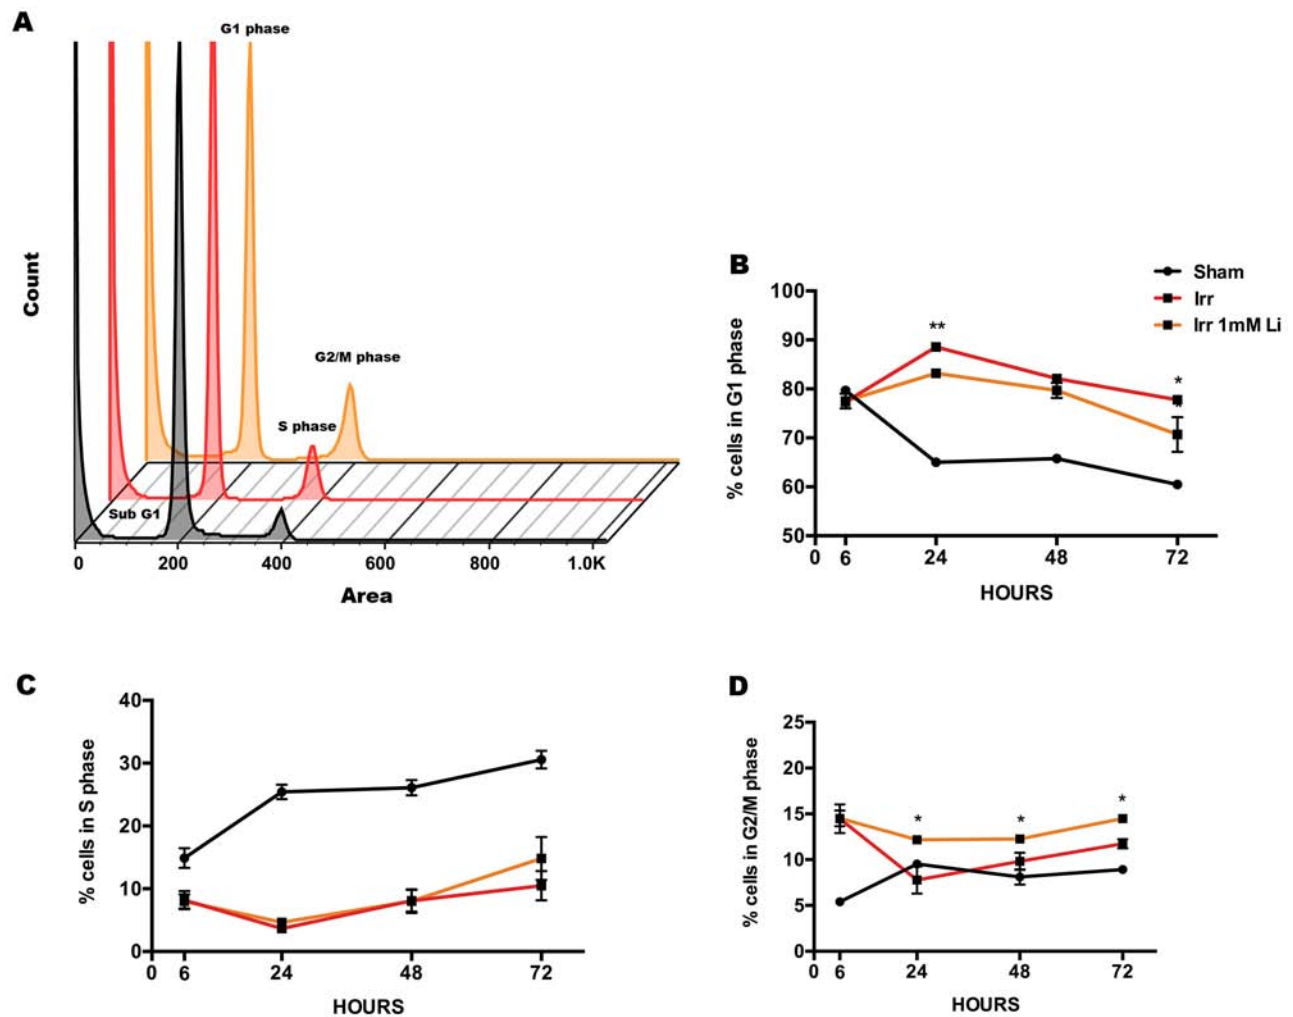 A
G1 phase
Count
G2/M phase
S phase
Sub G1
0 200 400 600 800 1.0K
Area
B
Sham
Irr
Irr 1mM Li
% cells in G1 phase
100
90
80
70
60
50
**
*
*
0 6 24 48 72
HOURS
C
% cells in S phase
40
30
20
10
0
0 6 24 48 72
HOURS
D
% cells in G2/M phase
25
20
15
10
5
0
* * *
0 6 24 48 72
HOURS